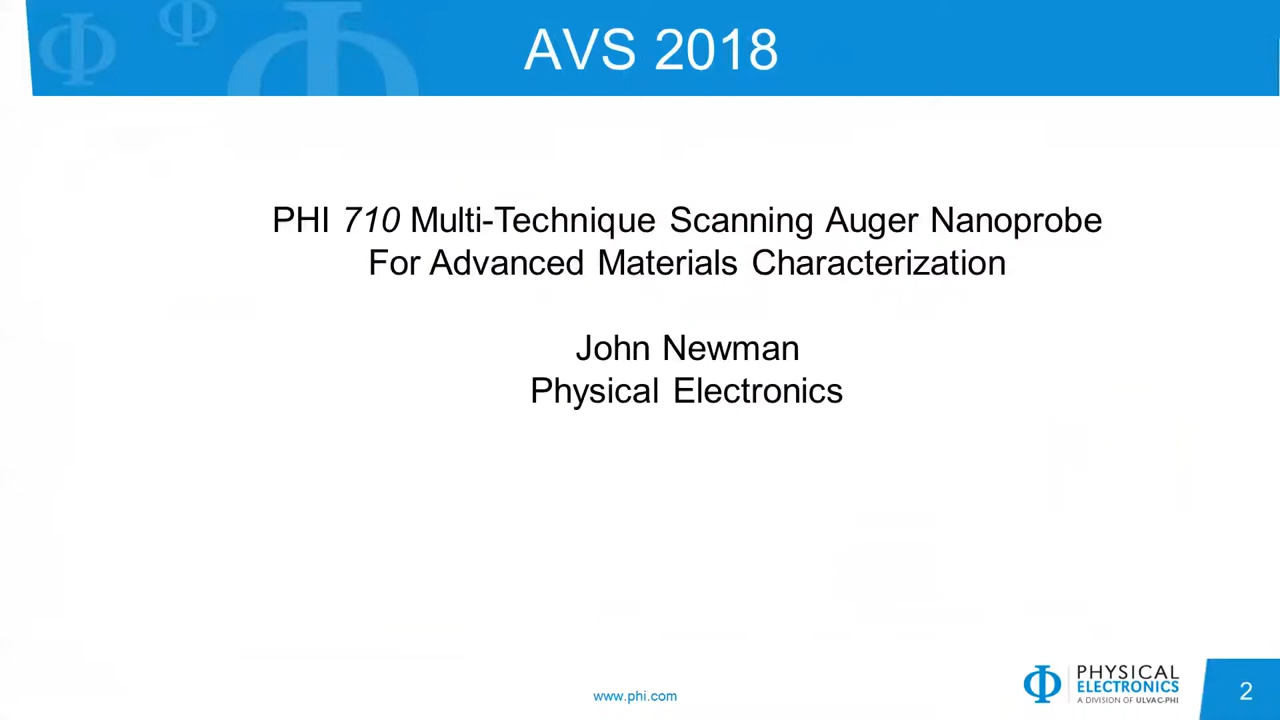 AVS 2018
PHI 710 Multi-Technique Scanning Auger Nanoprobe
For Advanced Materials Characterization
John Newman
Physical Electronics
www.phi.com
PHYSICAL
ELECTRONICS
A DIVISION OF ULVAC-PHI
2